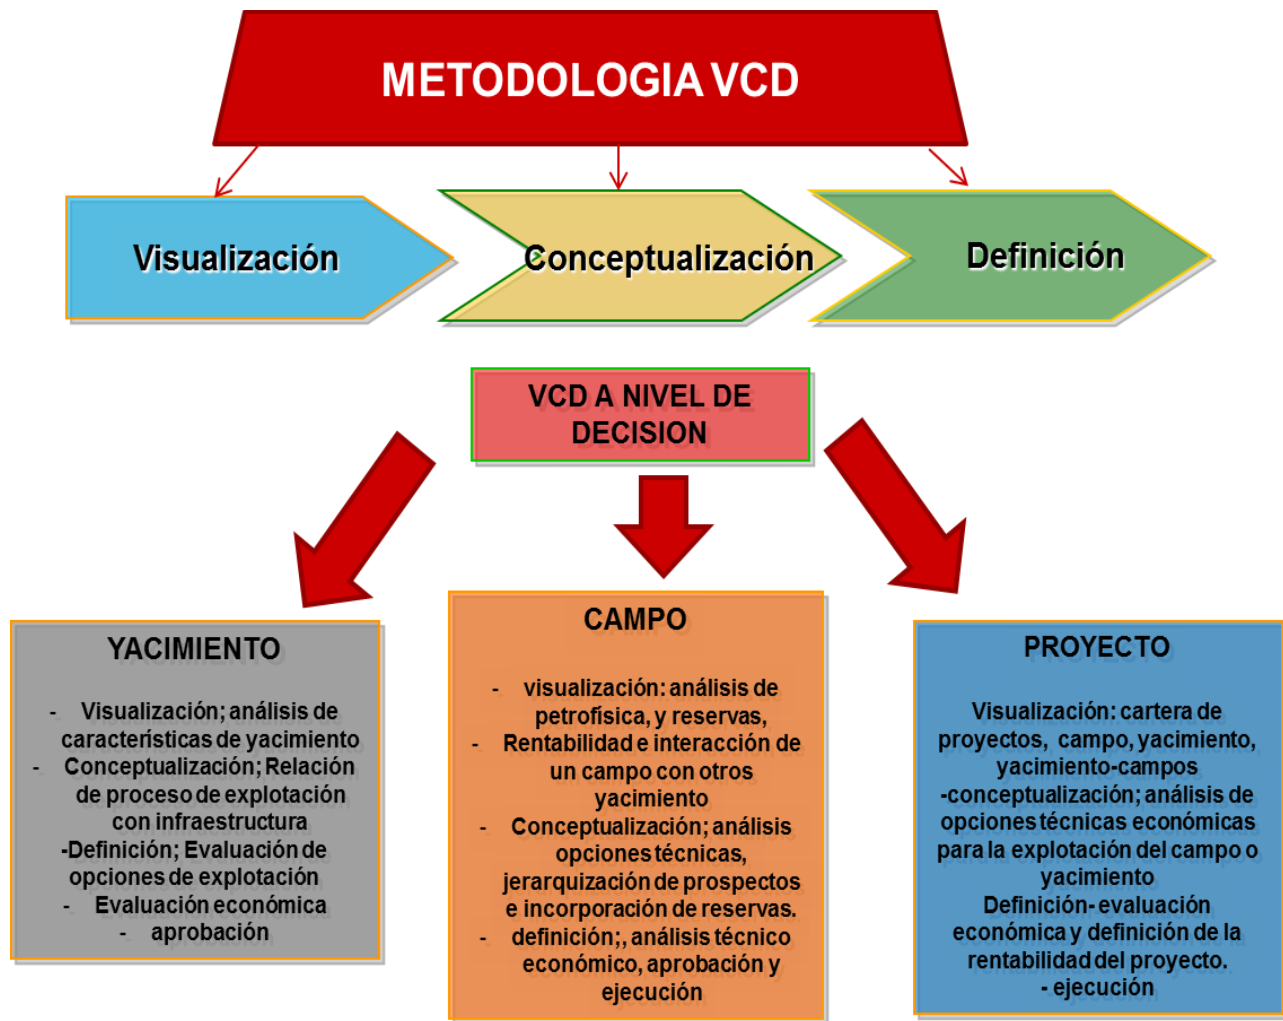 METODOLOGIA VCD
Visualización
Conceptualización
Definición
VCD A NIVEL DE
DECISION
YACIMIENTO
- Visualización; análisis de
características de yacimiento
- Conceptualización; Relación
de proceso de explotación
con infraestructura
-Definición; Evaluación de
opciones de explotación
- Evaluación económica
- aprobación
CAMPO
- visualización: análisis de
petrofísica, y reservas,
- Rentabilidad e interacción de
un campo con otros
yacimiento
- Conceptualización; análisis
opciones técnicas,
jerarquización de prospectos
e incorporación de reservas.
- definición;, análisis técnico
económico, aprobación y
ejecución
PROYECTO
Visualización: cartera de
proyectos, campo, yacimiento,
yacimiento-campos
-conceptualización; análisis de
opciones técnicas económicas
para la explotación del campo o
yacimiento
Definición- evaluación
económica y definición de la
rentabilidad del proyecto.
- ejecución